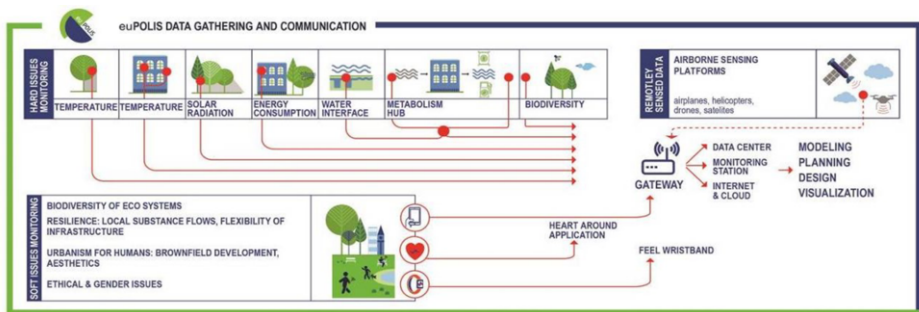 euPOLIS DATA GATHERING AND COMMUNICATION
HARD ISSUES MONITORING
TEMPERATURE
TEMPERATURE
SOLAR
RADIATION
ENERGY
CONSUMPTION
WATER
INTERFACE
METABOLISM
HUB
BIODIVERSITY
REMOTLEY
SENSED DATA
AIRBORNE SENSING
PLATFORMS
airplanes, helicopters,
drones, satelites
GATEWAY
DATA CENTER
MONITORING
STATION
INTERNET
& CLOUD
MODELING
PLANNING
DESIGN
VISUALIZATION
SOFT ISSUES MONITORING
BIODIVERSITY OF ECO SYSTEMS
RESILIENCE: LOCAL SUBSTANCE FLOWS, FLEXIBILITY OF
INFRASTRUCTURE
URBANISM FOR HUMANS: BROWNFIELD DEVELOPMENT,
AESTHETICS
ETHICAL & GENDER ISSUES
HEART AROUND
APPLICATION
FEEL WRISTBAND